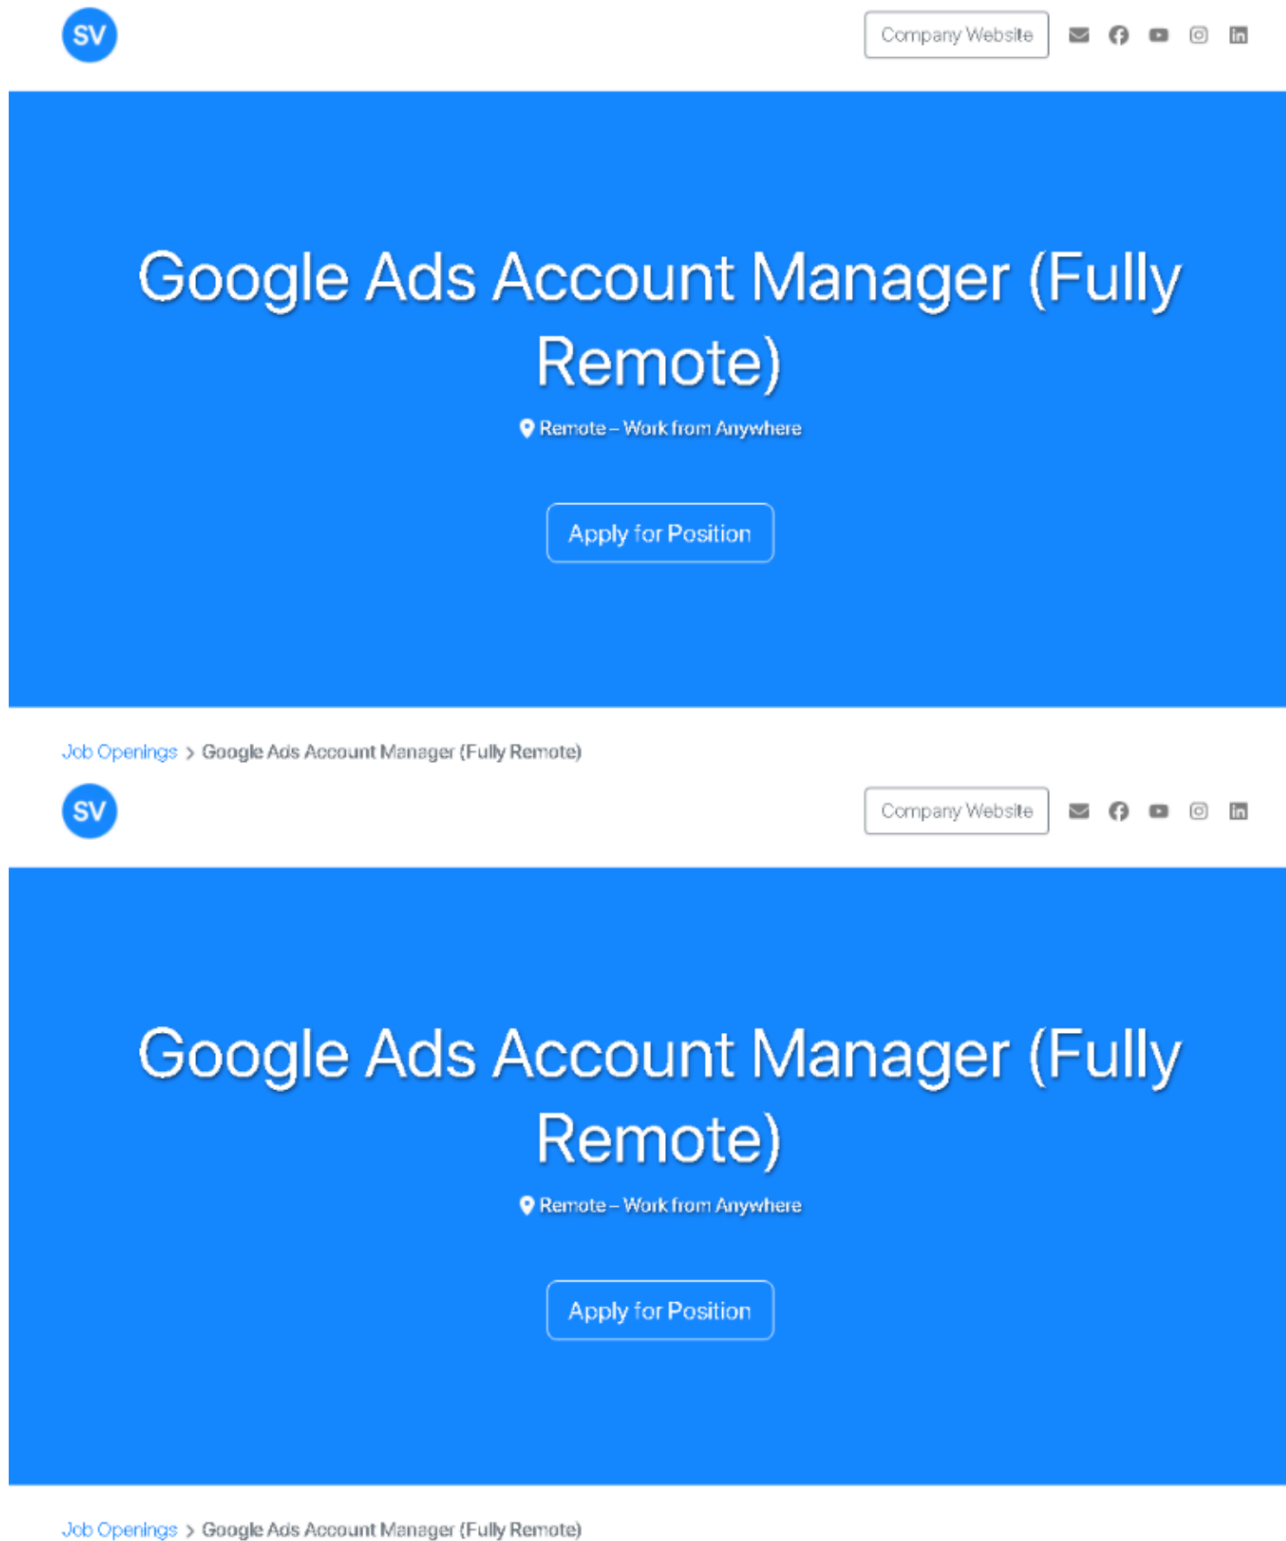 SV
Company Website
Google Ads Account Manager (Fully
Remote)
Remote – Work from Anywhere
Apply for Position
Job Openings > Google Ads Account Manager (Fully Remote)
SV
Company Website
Google Ads Account Manager (Fully
Remote)
Remote – Work from Anywhere
Apply for Position
Job Openings > Google Ads Account Manager (Fully Remote)